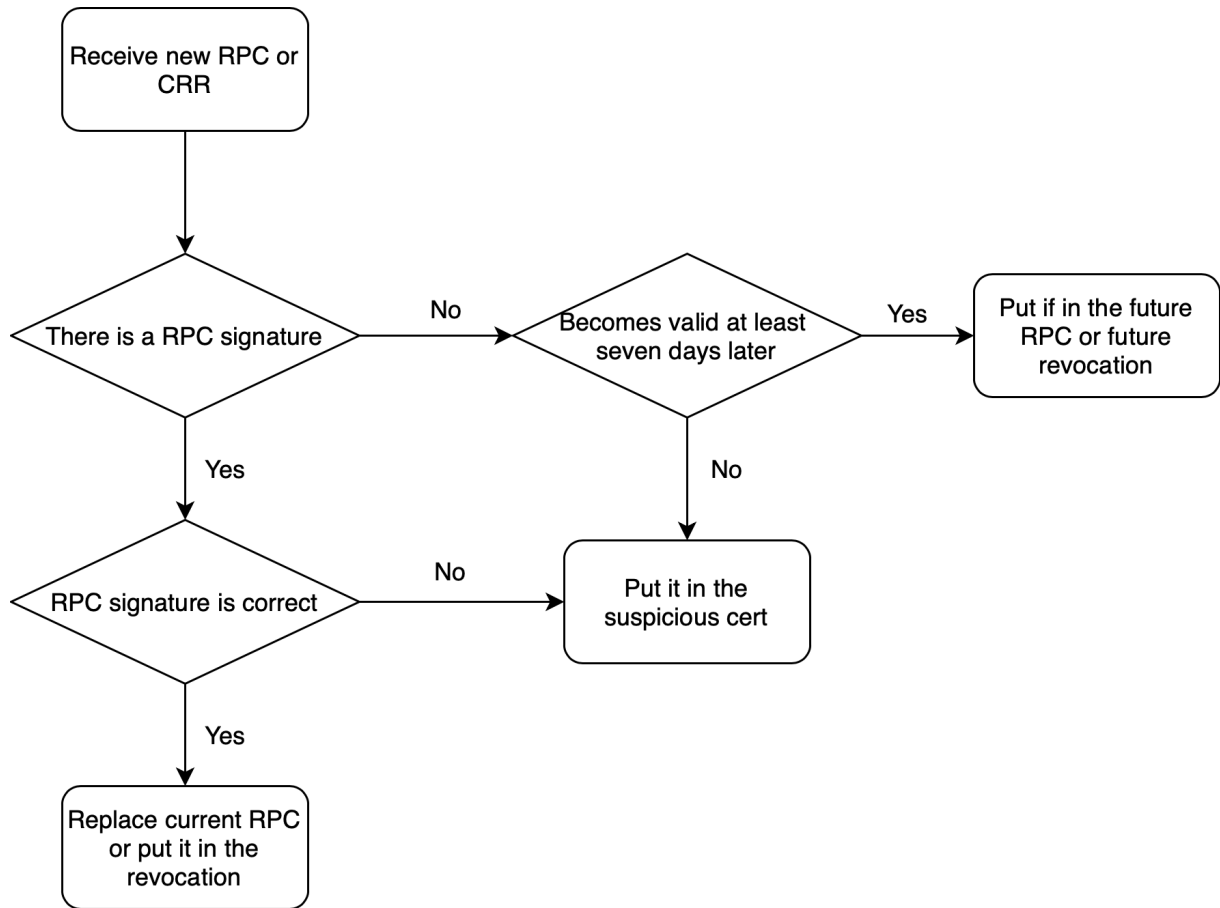 Receive new RPC or
CRR
There is a RPC signature
No
Becomes valid at least
seven days later
Yes
Put if in the future
RPC or future
revocation
Yes
No
RPC signature is correct
No
Put it in the
suspicious cert
Yes
Replace current RPC
or put it in the
revocation